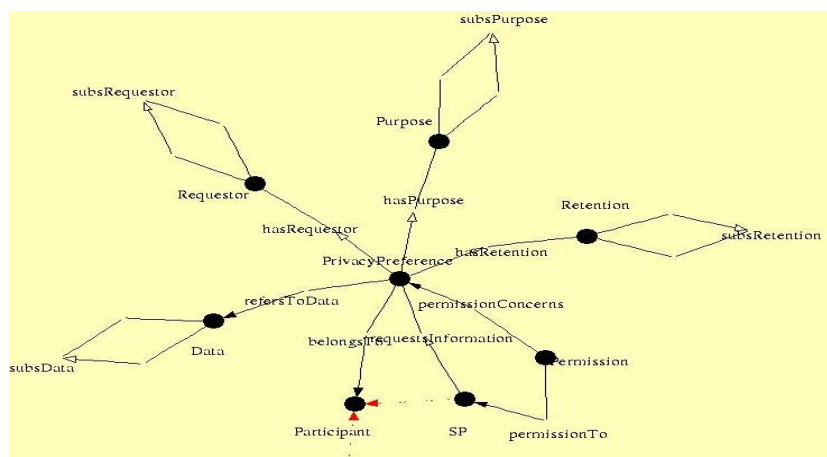 subsPurpose
subsRequestor
Purpose
Requestor
hasPurpose
Retention
hasRequestor
subsRetention
hasRetention
PrivacyPreference
refersToData
permissionConcerns
belongsTo
requestsInformation
Data
Permission
subsData
Participant
SP
permissionTo